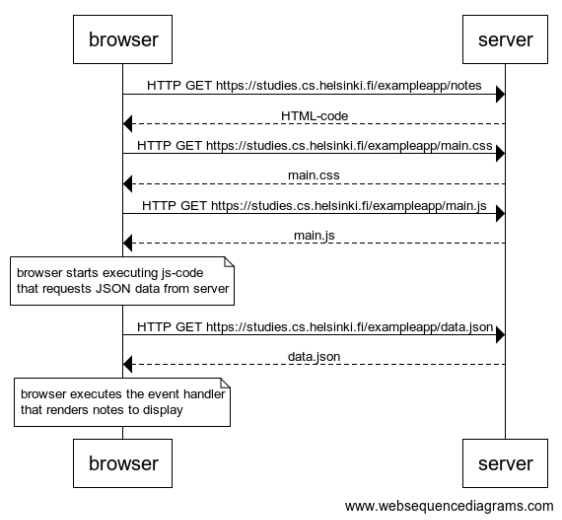 browser server
HTTP GET https://studies.cs.helsinki.fi/exampleapp/notes
HTML-code
HTTP GET https://studies.cs.helsinki.fi/exampleapp/main.css
main.css
HTTP GET https://studies.cs.helsinki.fi/exampleapp/main.js
main.js
browser starts executing js-code
that requests JSON data from server
HTTP GET https://studies.cs.helsinki.fi/exampleapp/data.json
data.json
browser executes the event handler
that renders notes to display
browser server
www.websequencediagrams.com